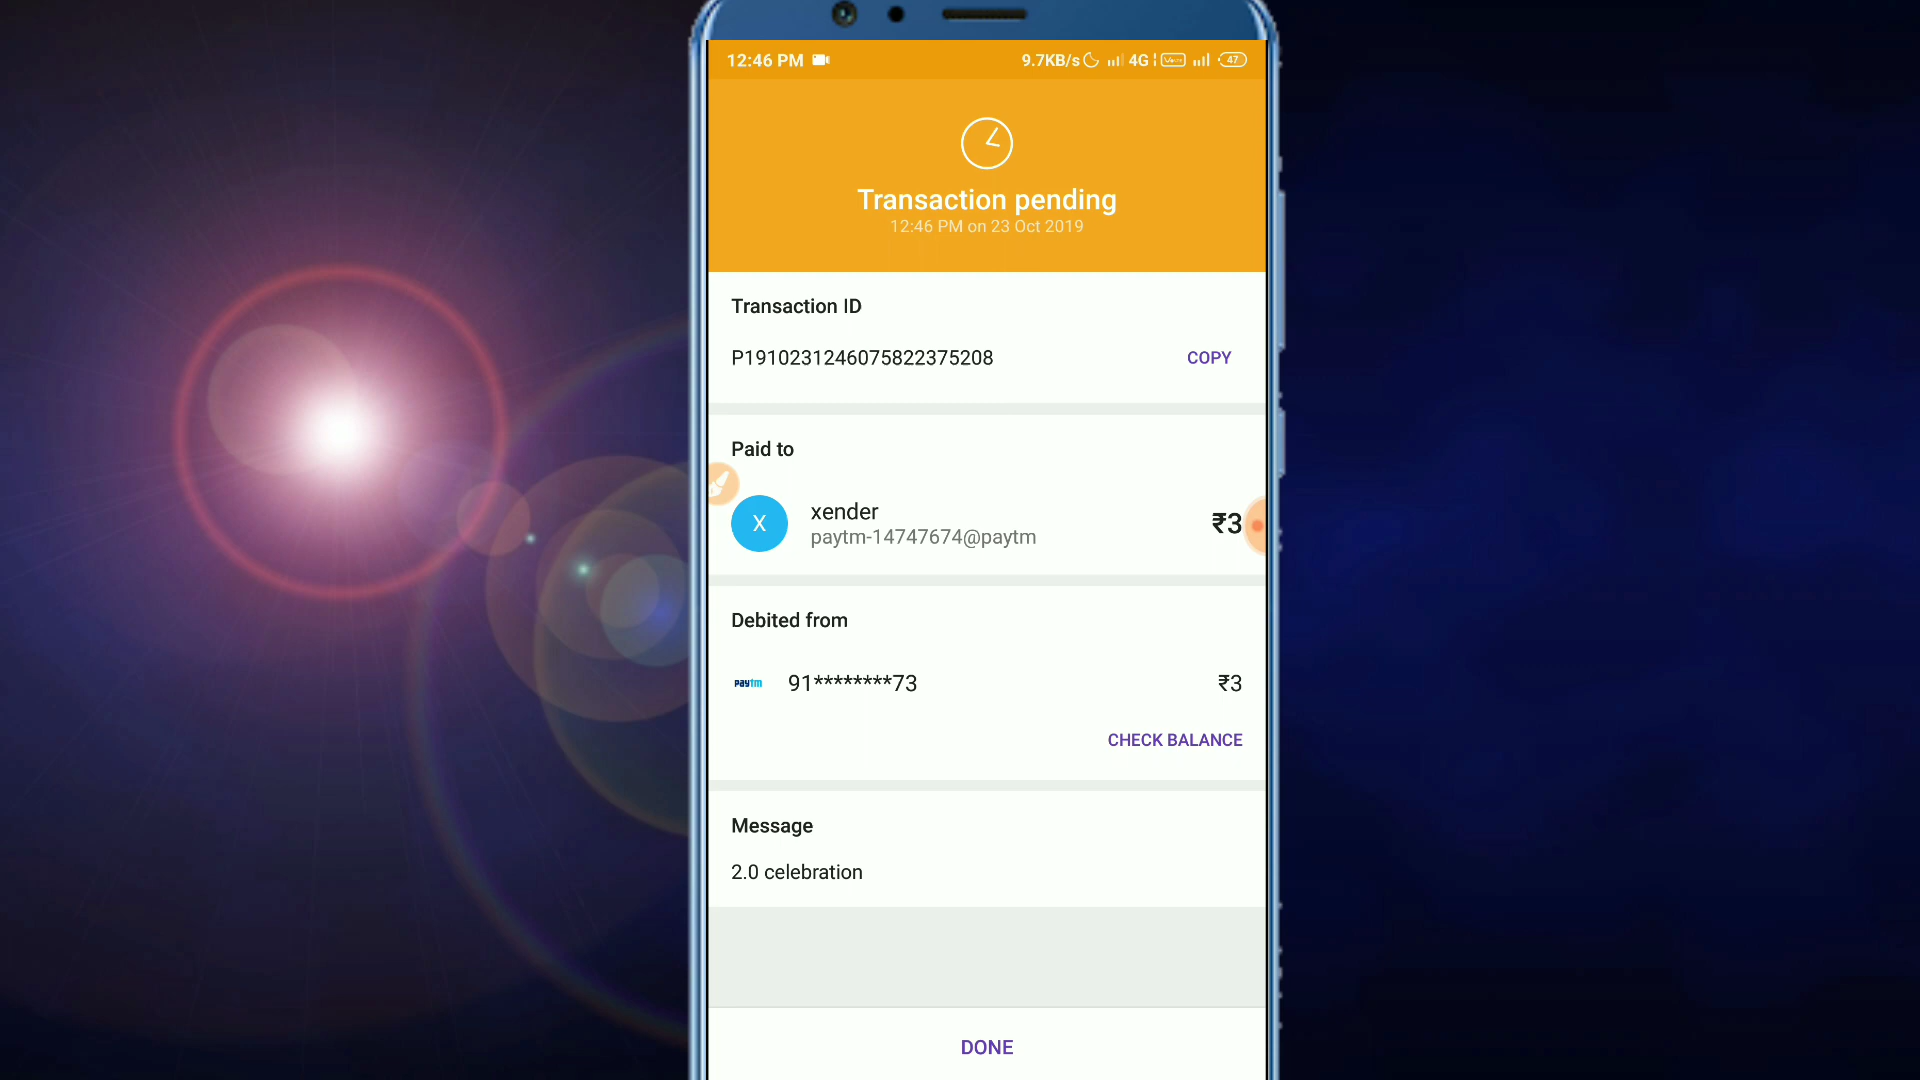 12:46 PM 9.7KB/s 4G 47
Transaction pending
12:46 PM on 23 Oct 2019
Transaction ID
P1910231246075822375208 COPY
Paid to
X xender ₹3
paytm-14747674@paytm
Debited from
paytm 91********73 ₹3
CHECK BALANCE
Message
2.0 celebration
DONE